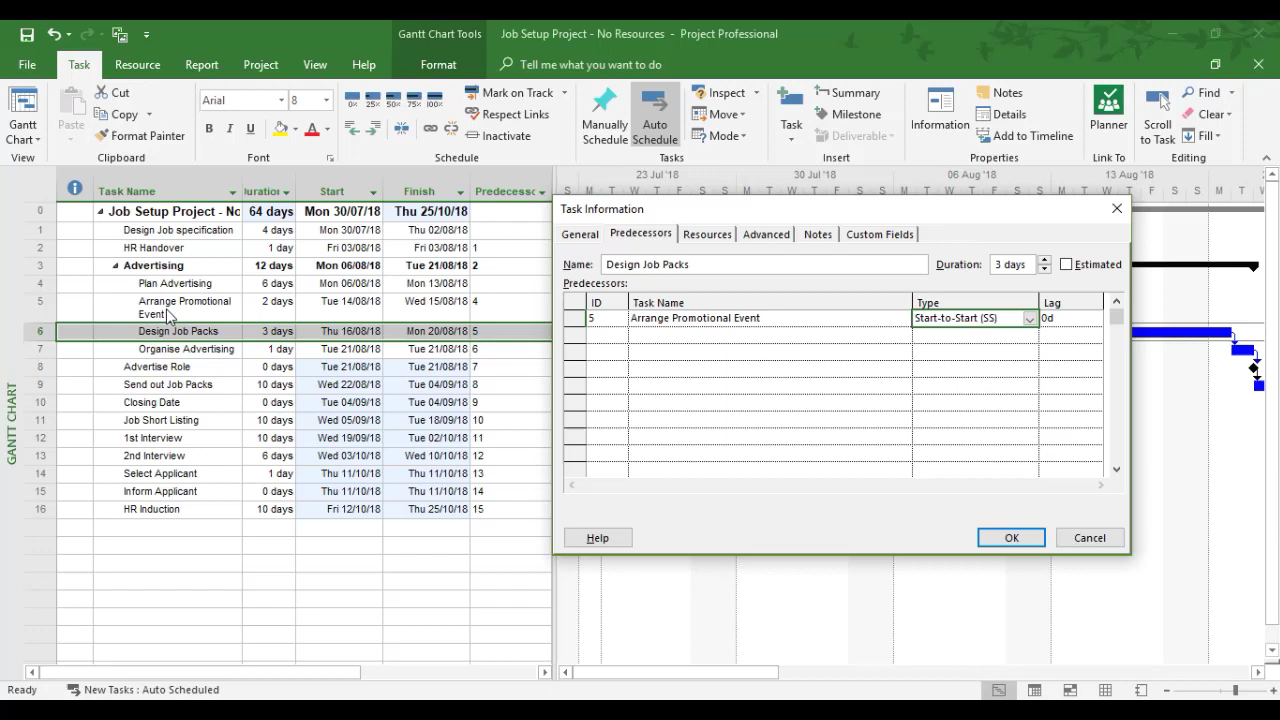 Gantt Chart Tools
Job Setup Project - No Resources - Project Professional
File Task Resource Report Project View Help Format Tell me what you want to do
Gantt Chart
View
Paste
Cut
Copy
Format Painter
Clipboard
Arial 8
B I U A
Font
0% 25% 50% 75% 100%
Mark on Track
Respect Links
Inactivate
Schedule
Manually Schedule
Auto Schedule
Inspect
Move
Mode
Tasks
Task
Summary
Milestone
Deliverable
Insert
Information
Notes
Details
Add to Timeline
Properties
Planner
Link To
Scroll to Task
Find
Clear
Fill
Editing
Task Name uration Start Finish Predecesso
23 Jul '18 30 Jul '18 06 Aug '18 13 Aug '18
S M T W T F S S M T W T F S S M T W T F S S M T W T F S S M T W
0 Job Setup Project - No 64 days Mon 30/07/18 Thu 25/10/18
1 Design Job specification 4 days Mon 30/07/18 Thu 02/08/18
2 HR Handover 1 day Fri 03/08/18 Fri 03/08/18 1
3 Advertising 12 days Mon 06/08/18 Tue 21/08/18 2
4 Plan Advertising 6 days Mon 06/08/18 Mon 13/08/18
5 Arrange Promotional Event 2 days Tue 14/08/18 Wed 15/08/18 4
6 Design Job Packs 3 days Thu 16/08/18 Mon 20/08/18 5
7 Organise Advertising 1 day Tue 21/08/18 Tue 21/08/18 6
8 Advertise Role 0 days Tue 21/08/18 Tue 21/08/18 7
9 Send out Job Packs 10 days Wed 22/08/18 Tue 04/09/18 8
10 Closing Date 0 days Tue 04/09/18 Tue 04/09/18 9
11 Job Short Listing 10 days Wed 05/09/18 Tue 18/09/18 10
12 1st Interview 10 days Wed 19/09/18 Tue 02/10/18 11
13 2nd Interview 6 days Wed 03/10/18 Wed 10/10/18 12
14 Select Applicant 1 day Thu 11/10/18 Thu 11/10/18 13
15 Inform Applicant 0 days Thu 11/10/18 Thu 11/10/18 14
16 HR Induction 10 days Fri 12/10/18 Thu 25/10/18 15
GANTT CHART
Task Information
General Predecessors Resources Advanced Notes Custom Fields
Name: Design Job Packs Duration: 3 days Estimated
Predecessors:
ID Task Name Type Lag
5 Arrange Promotional Event Start-to-Start (SS) 0d
Help OK Cancel
Ready New Tasks : Auto Scheduled